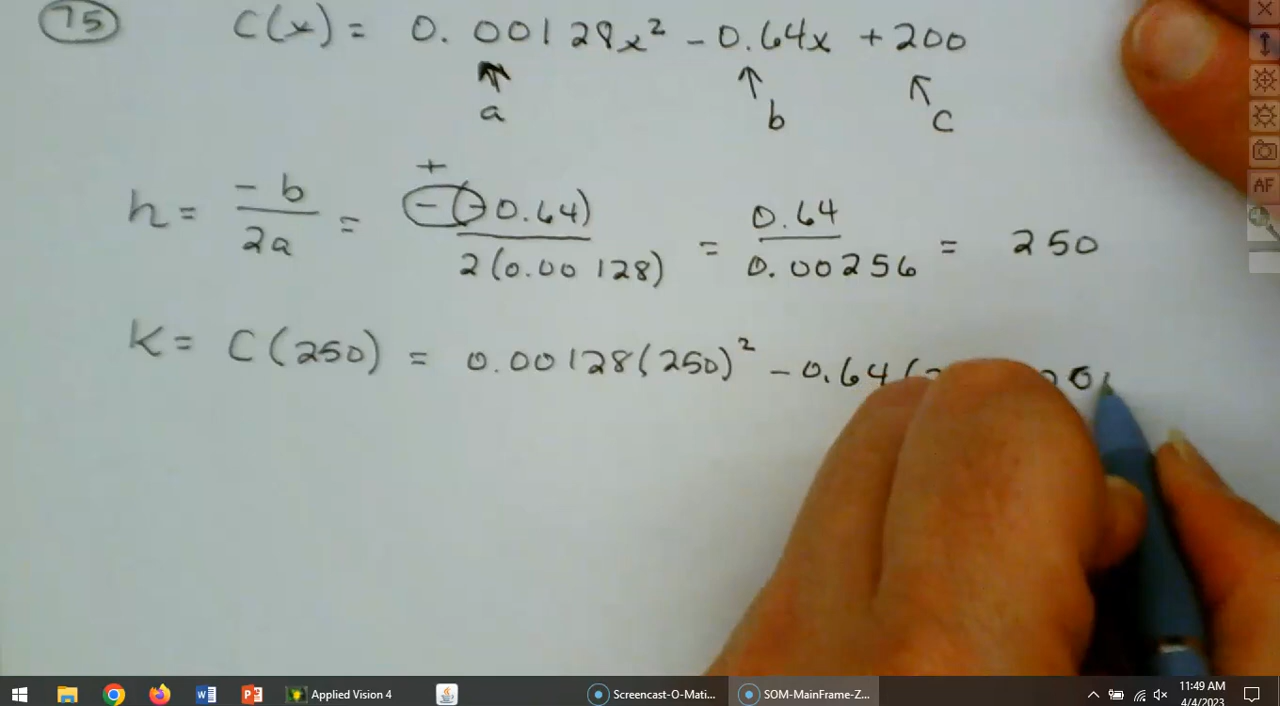 75 C(x) = 0.00128x² - 0.64x + 200
a b c
h = -b/2a = -(-0.64)/2(0.00128) = 0.64/0.00256 = 250
+
K = C(250) = 0.00128(250)² - 0.64(
AF
Applied Vision 4 Screencast-O-Mati... SOM-MainFrame-Z...
11:49 AM
4/4/2023